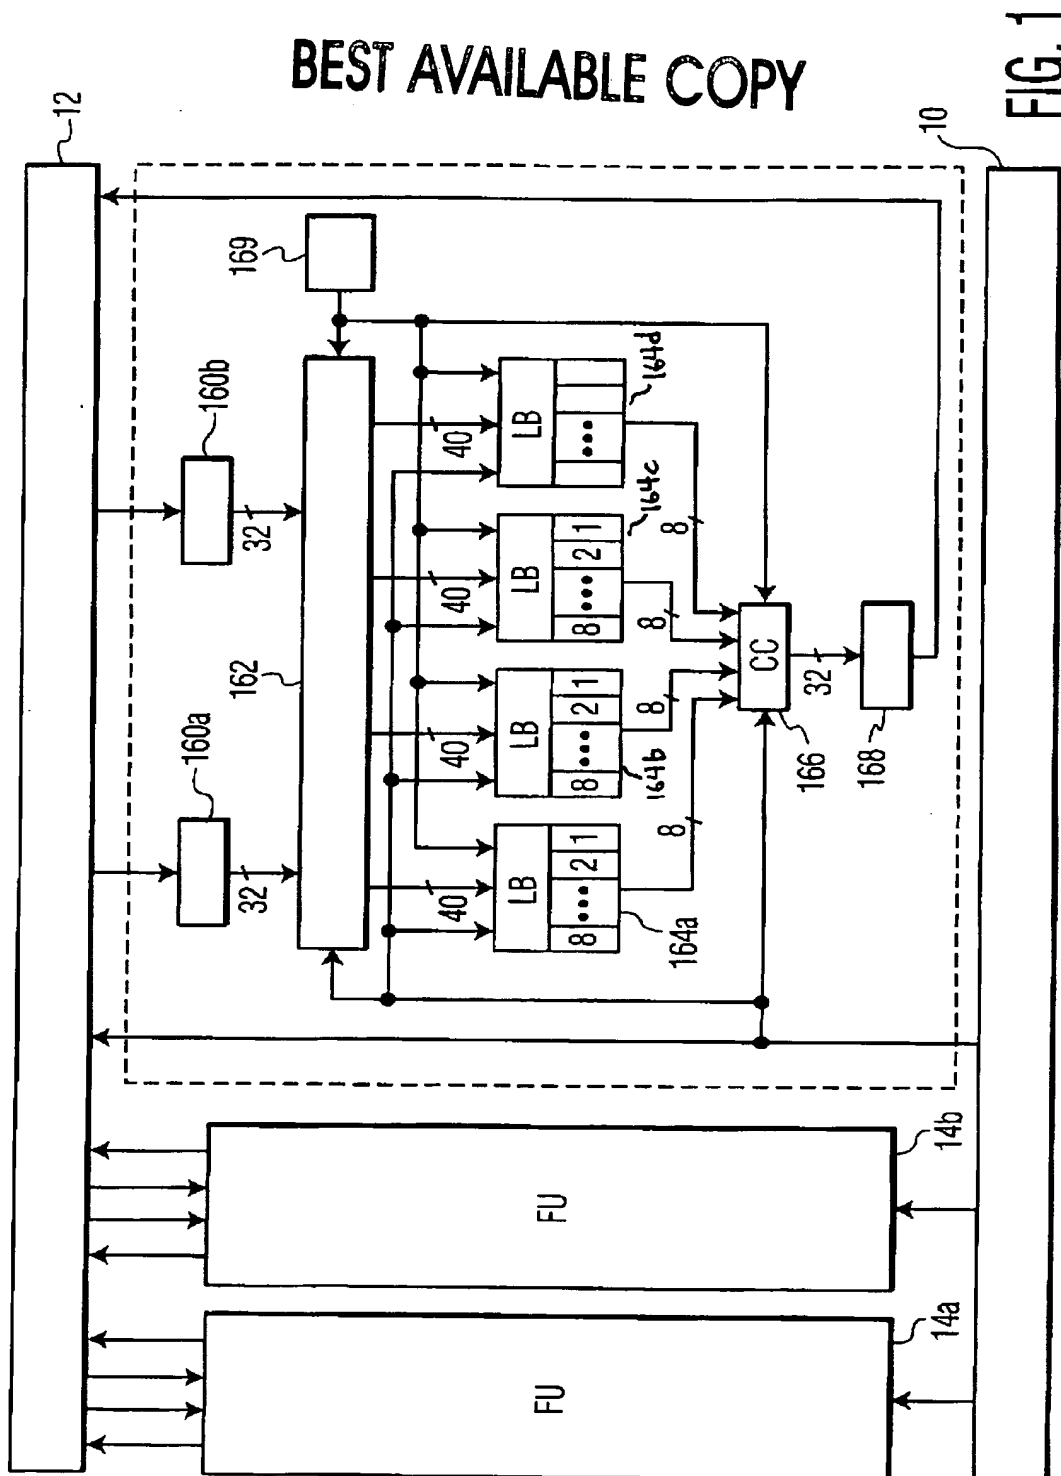 BEST AVAILABLE COPY
FIG. 1
12
10
160a
160b
32
32
162
169
40
40
40
40
LB
LB
LB
LB
8 ••• 2 1
8 ••• 2 1
8 ••• 2 1
•••
164a
164b
164c
164d
8
8
8
8
CC
166
32
168
FU
14a
FU
14b